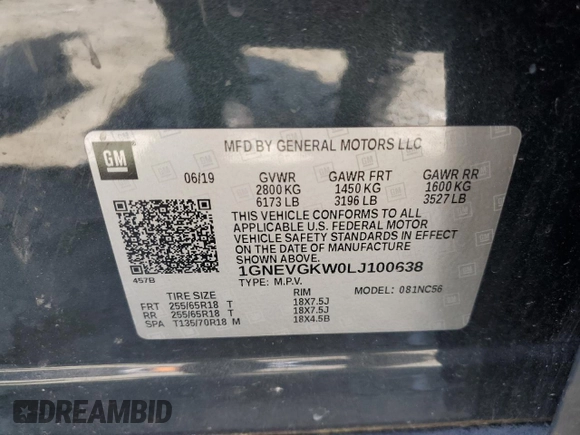 MFD BY GENERAL MOTORS LLC
GM
06/19 GVWR GAWR FRT GAWR RR
2800 KG 1450 KG 1600 KG
6173 LB 3196 LB 3527 LB
THIS VEHICLE CONFORMS TO ALL
APPLICABLE U.S. FEDERAL MOTOR
VEHICLE SAFETY STANDARDS IN EFFECT
ON THE DATE OF MANUFACTURE
SHOWN ABOVE.
457B
1GNEVGKW0LJ100638
TYPE: M.P.V. MODEL: 081NC56
TIRE SIZE RIM
FRT 255/65R18 T 18X7.5J
RR 255/65R18 T 18X7.5J
SPA T135/70R18 M 18X4.5B
DREAMBID